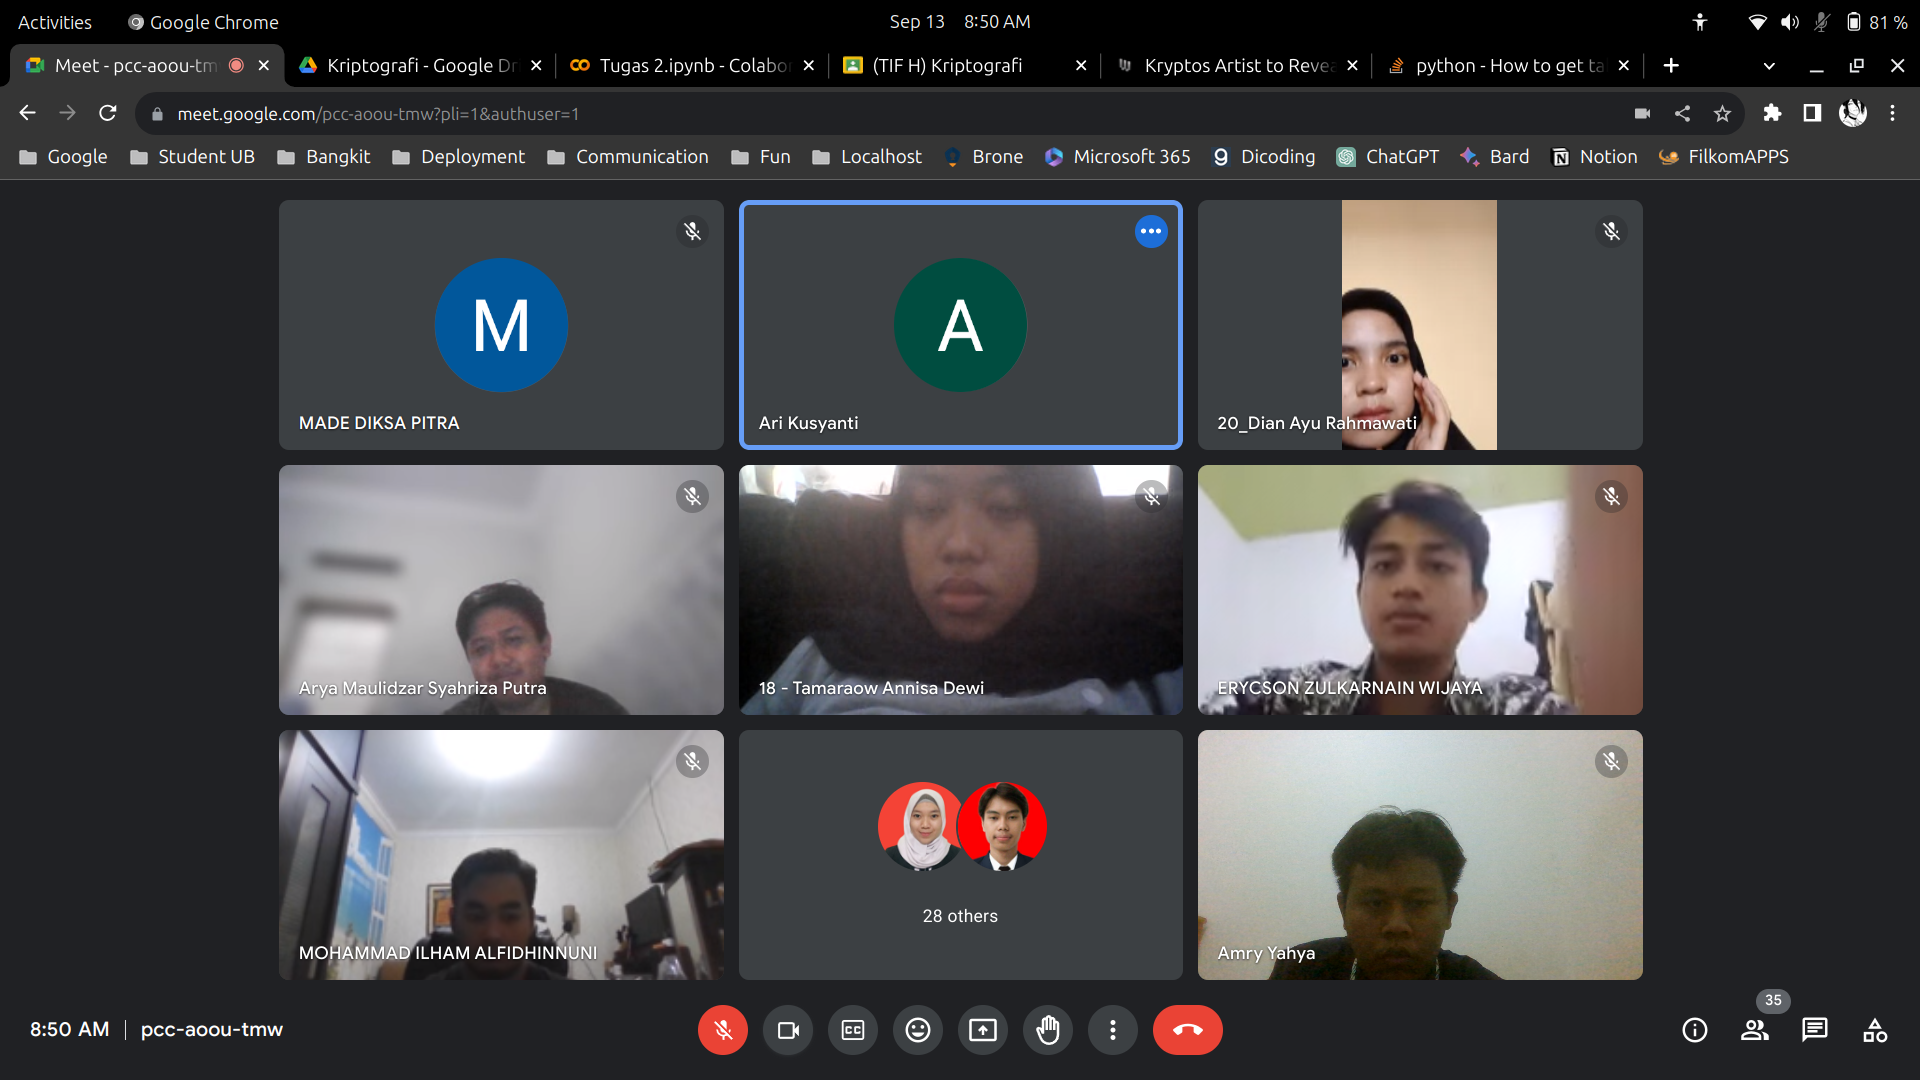 Activities
Google Chrome
Sep 13 8:50 AM
81 %
Meet - pcc-aoou-tm
Kriptografi - Google Dr
Tugas 2.ipynb - Colabo
(TIF H) Kriptografi
Kryptos Artist to Revea
python - How to get ta
meet.google.com/pcc-aoou-tmw?pli=1&authuser=1
Google
Student UB
Bangkit
Deployment
Communication
Fun
Localhost
Brone
Microsoft 365
Dicoding
ChatGPT
Bard
Notion
FilkomAPPS
M
MADE DIKSA PITRA
A
Ari Kusyanti
20_Dian Ayu Rahmawati
Arya Maulidzar Syahriza Putra
18 - Tamaraow Annisa Dewi
ERYCSON ZULKARNAIN WIJAYA
MOHAMMAD ILHAM ALFIDHINNUNI
28 others
Amry Yahya
8:50 AM | pcc-aoou-tmw
CC
35